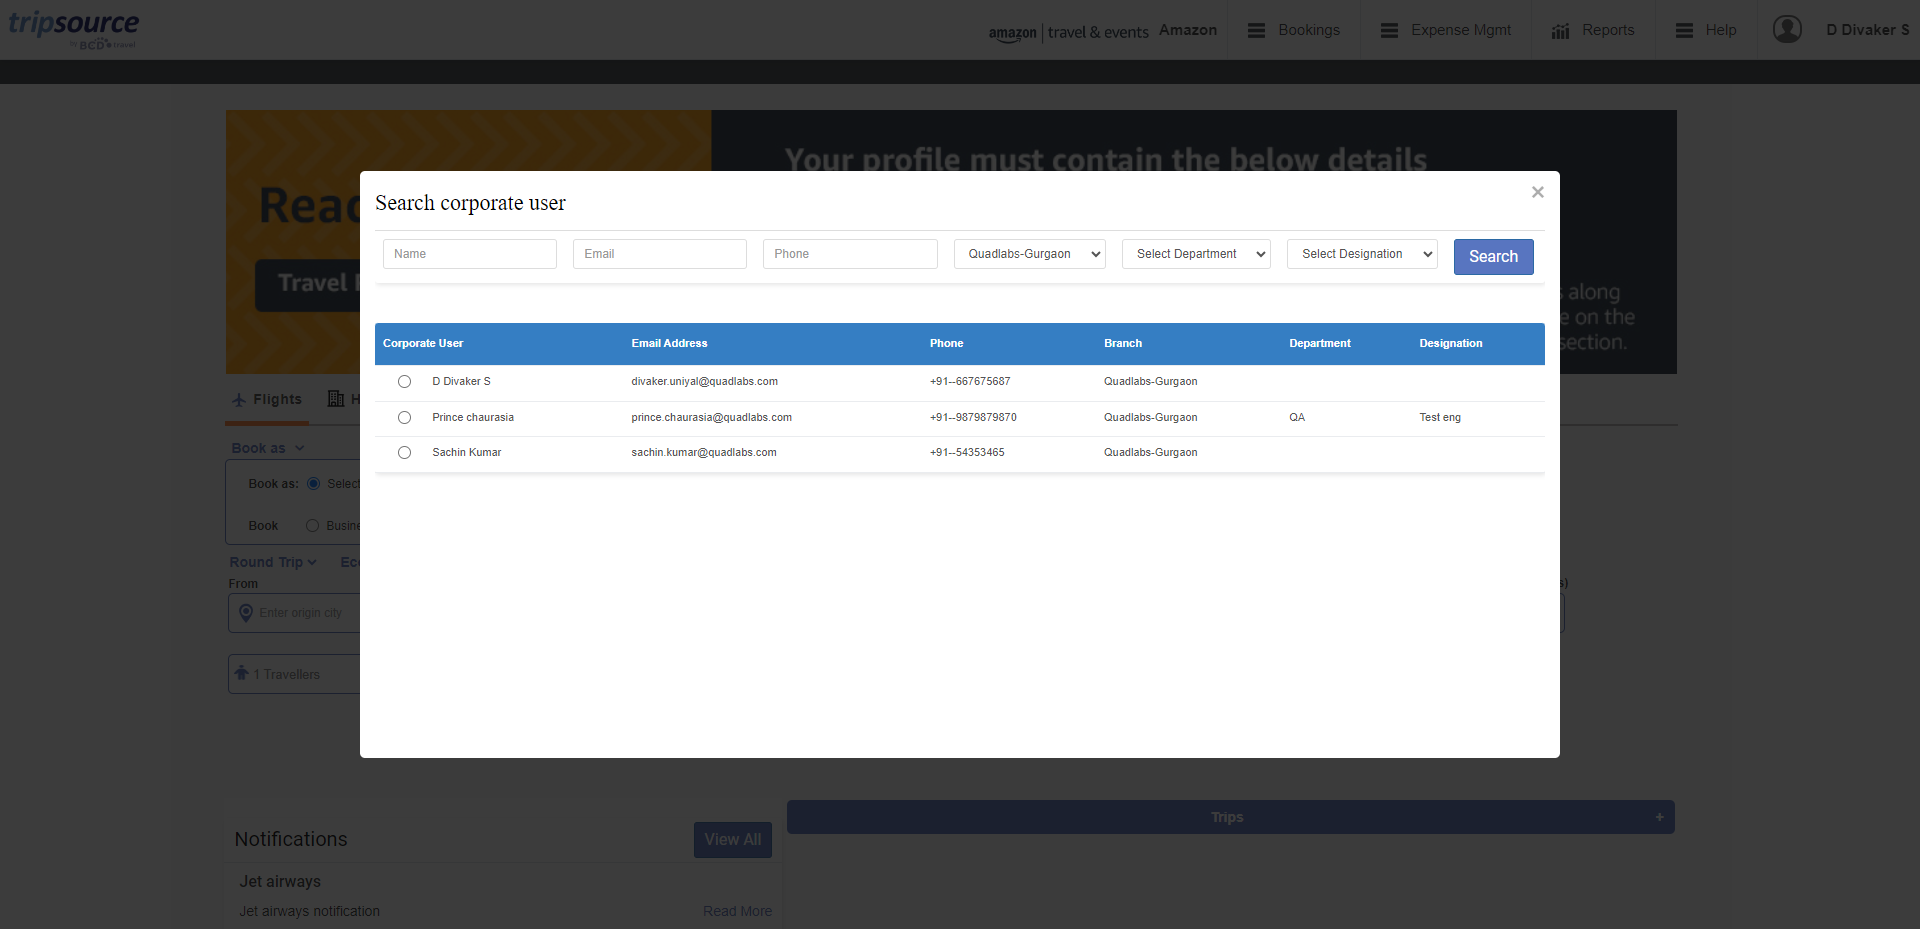 tripsource
by BCD travel
amazon | travel & events Amazon
Bookings
Expense Mgmt
Reports
Help
D Divaker S
Your profile must contain the below details
Travel
along
e on the
section.
Search corporate user
×
Name
Email
Phone
Quadlabs-Gurgaon
Select Department
Select Designation
Search
Corporate User Email Address Phone Branch Department Designation
D Divaker S divaker.uniyal@quadlabs.com +91--667675687 Quadlabs-Gurgaon
Prince chaurasia prince.chaurasia@quadlabs.com +91--9879879870 Quadlabs-Gurgaon QA Test eng
Sachin Kumar sachin.kumar@quadlabs.com +91--54353465 Quadlabs-Gurgaon
Flights
H
Book as
Book as: Select
Book
Round Trip
From
Enter origin city
1 Travellers
Notifications
View All
Trips +
Jet airways
Jet airways notification
Read More